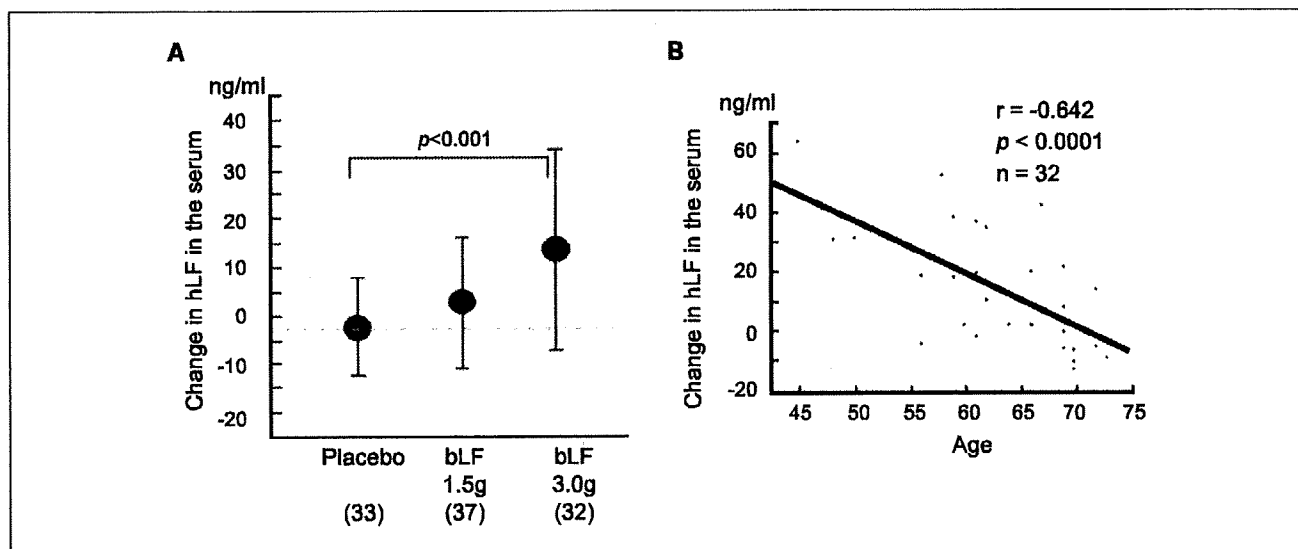 A
ng/ml
Change in hLF in the serum
40
30
20
10
0
-10
-20
p<0.001
Placebo
(33)
bLF
1.5g
(37)
bLF
3.0g
(32)
B
ng/ml
Change in hLF in the serum
60
40
20
0
-20
r = -0.642
p < 0.0001
n = 32
45 50 55 60 65 70 75
Age